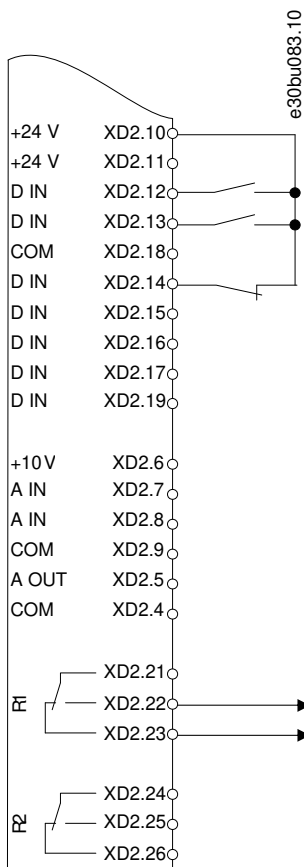 e30bu083.10
+24 V XD2.10
+24 V XD2.11
D IN XD2.12
D IN XD2.13
COM XD2.18
D IN XD2.14
D IN XD2.15
D IN XD2.16
D IN XD2.17
D IN XD2.19
+10 V XD2.6
A IN XD2.7
A IN XD2.8
COM XD2.9
A OUT XD2.5
COM XD2.4
XD2.21
R1 XD2.22
XD2.23
XD2.24
R2 XD2.25
XD2.26